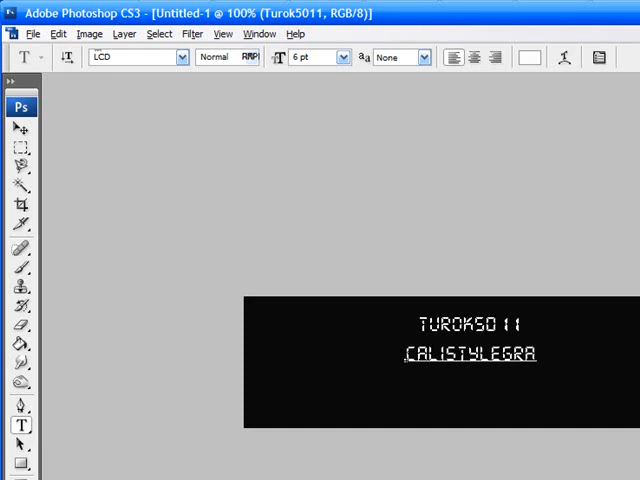 Adobe Photoshop CS3 - [Untitled-1 @ 100% (Turok5011, RGB/8)]
File Edit Image Layer Select Filter View Window Help
T LCD Normal 6 pt aa None
Ps
T
TUROK5011
CALISTYLEGRA